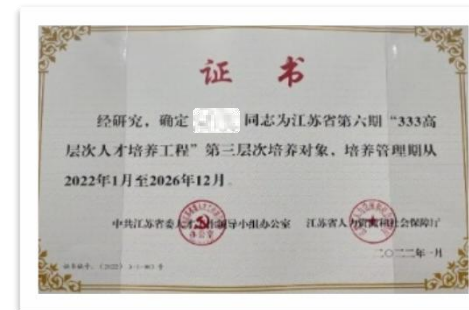 证书
经研究，确定 同志为江苏省第六期“333高
层次人才培养工程”第三层次培养对象，培养管理期从
2022年1月至2026年12月。
中共江苏省委人才工作领导小组办公室 江苏省人力资源和社会保障厅
二〇二二年一月
证书编号：（2022）